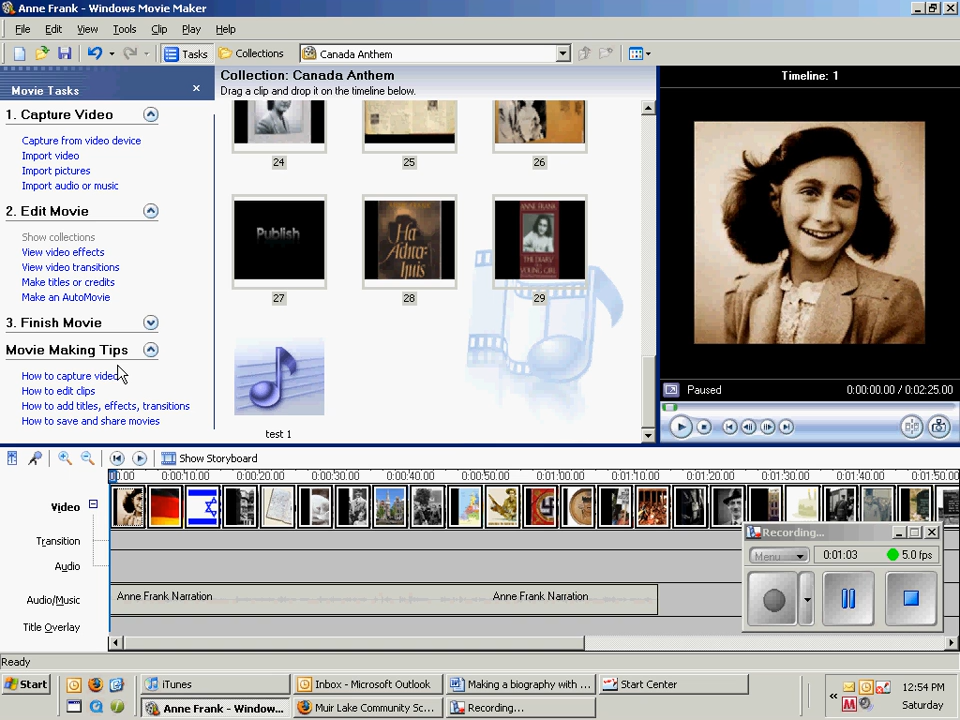 Anne Frank - Windows Movie Maker
File Edit View Tools Clip Play Help
Tasks Collections Canada Anthem
Movie Tasks
1. Capture Video
Capture from video device
Import video
Import pictures
Import audio or music
2. Edit Movie
Show collections
View video effects
View video transitions
Make titles or credits
Make an AutoMovie
3. Finish Movie
Movie Making Tips
How to capture video
How to edit clips
How to add titles, effects, transitions
How to save and share movies
Collection: Canada Anthem
Drag a clip and drop it on the timeline below.
24 25 26
Publish
ANNE FRANK
THE DIARY
OF A
YOUNG GIRL
27 28 29
test 1
Timeline: 1
Paused 0:00:00.00 / 0:02:25.00
Show Storyboard
00.00 0:00:10.00 0:00:20.00 0:00:30.00 0:00:40.00 0:00:50.00 0:01:00.00 0:01:10.00 0:01:20.00 0:01:30.00 0:01:40.00 0:01:50.00
Video
Transition
Audio
Audio/Music
Anne Frank Narration Anne Frank Narration
Title Overlay
Recording...
Menu 0:01:03 5.0 fps
Ready
Start iTunes Inbox - Microsoft Outlook Making a biography with ... Start Center
Anne Frank - Window... Muir Lake Community Sc... Recording...
12:54 PM
Saturday